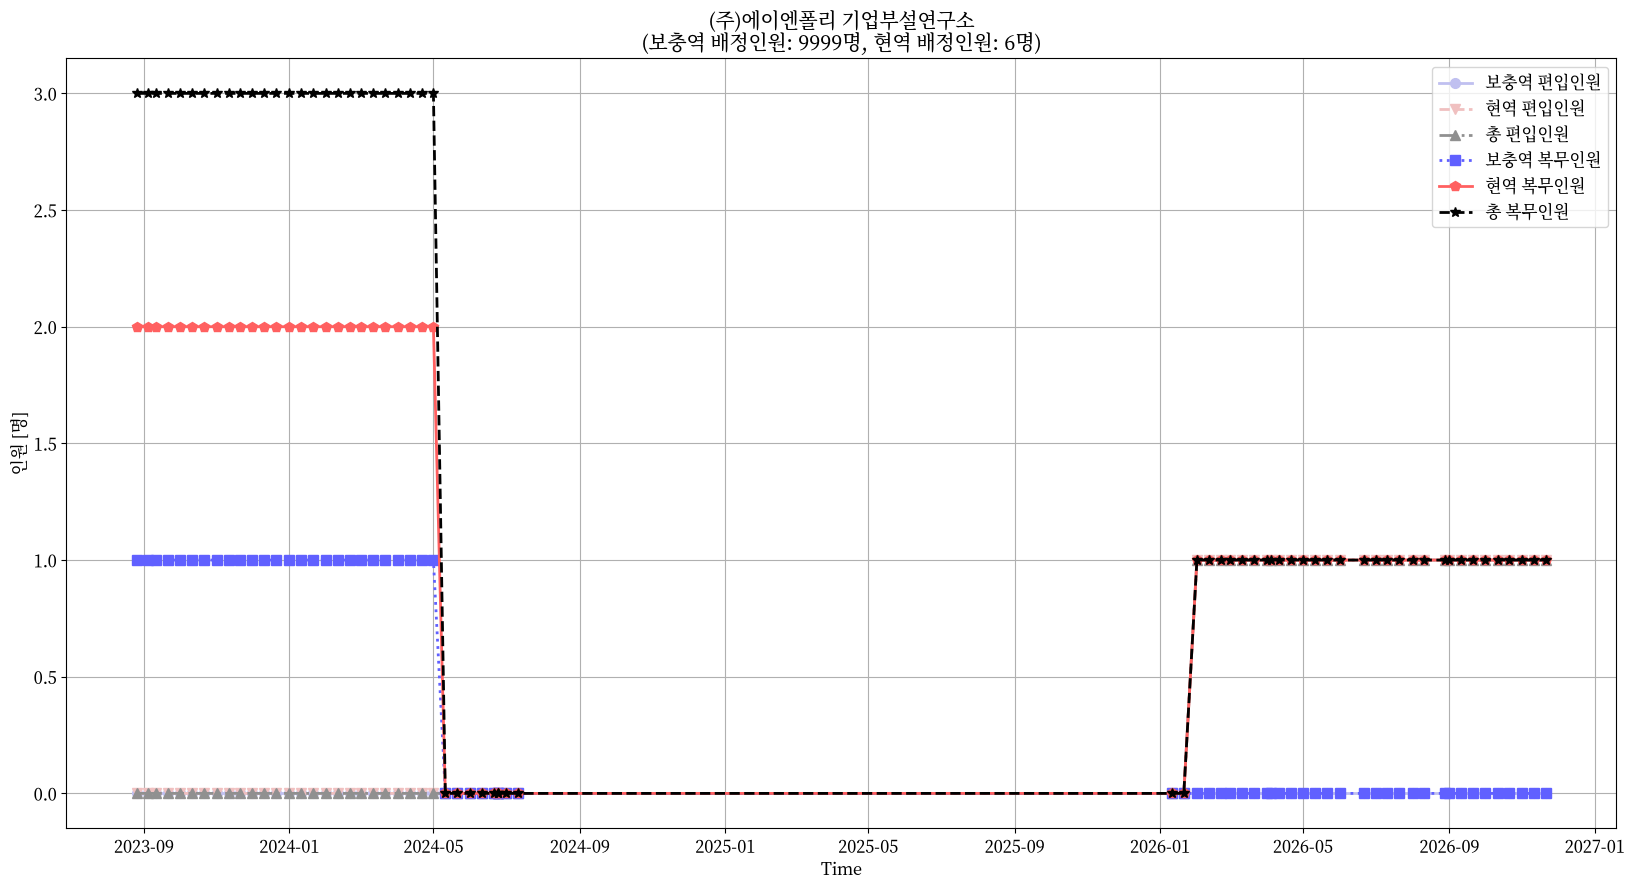 (주)에이엔폴리 기업부설연구소
(보충역 배정인원: 9999명, 현역 배정인원: 6명)
보충역 편입인원
현역 편입인원
총 편입인원
보충역 복무인원
현역 복무인원
총 복무인원
인원 [명]
3.0
2.5
2.0
1.5
1.0
0.5
0.0
2023-09
2024-01
2024-05
2024-09
2025-01
2025-05
2025-09
2026-01
2026-05
2026-09
2027-01
Time